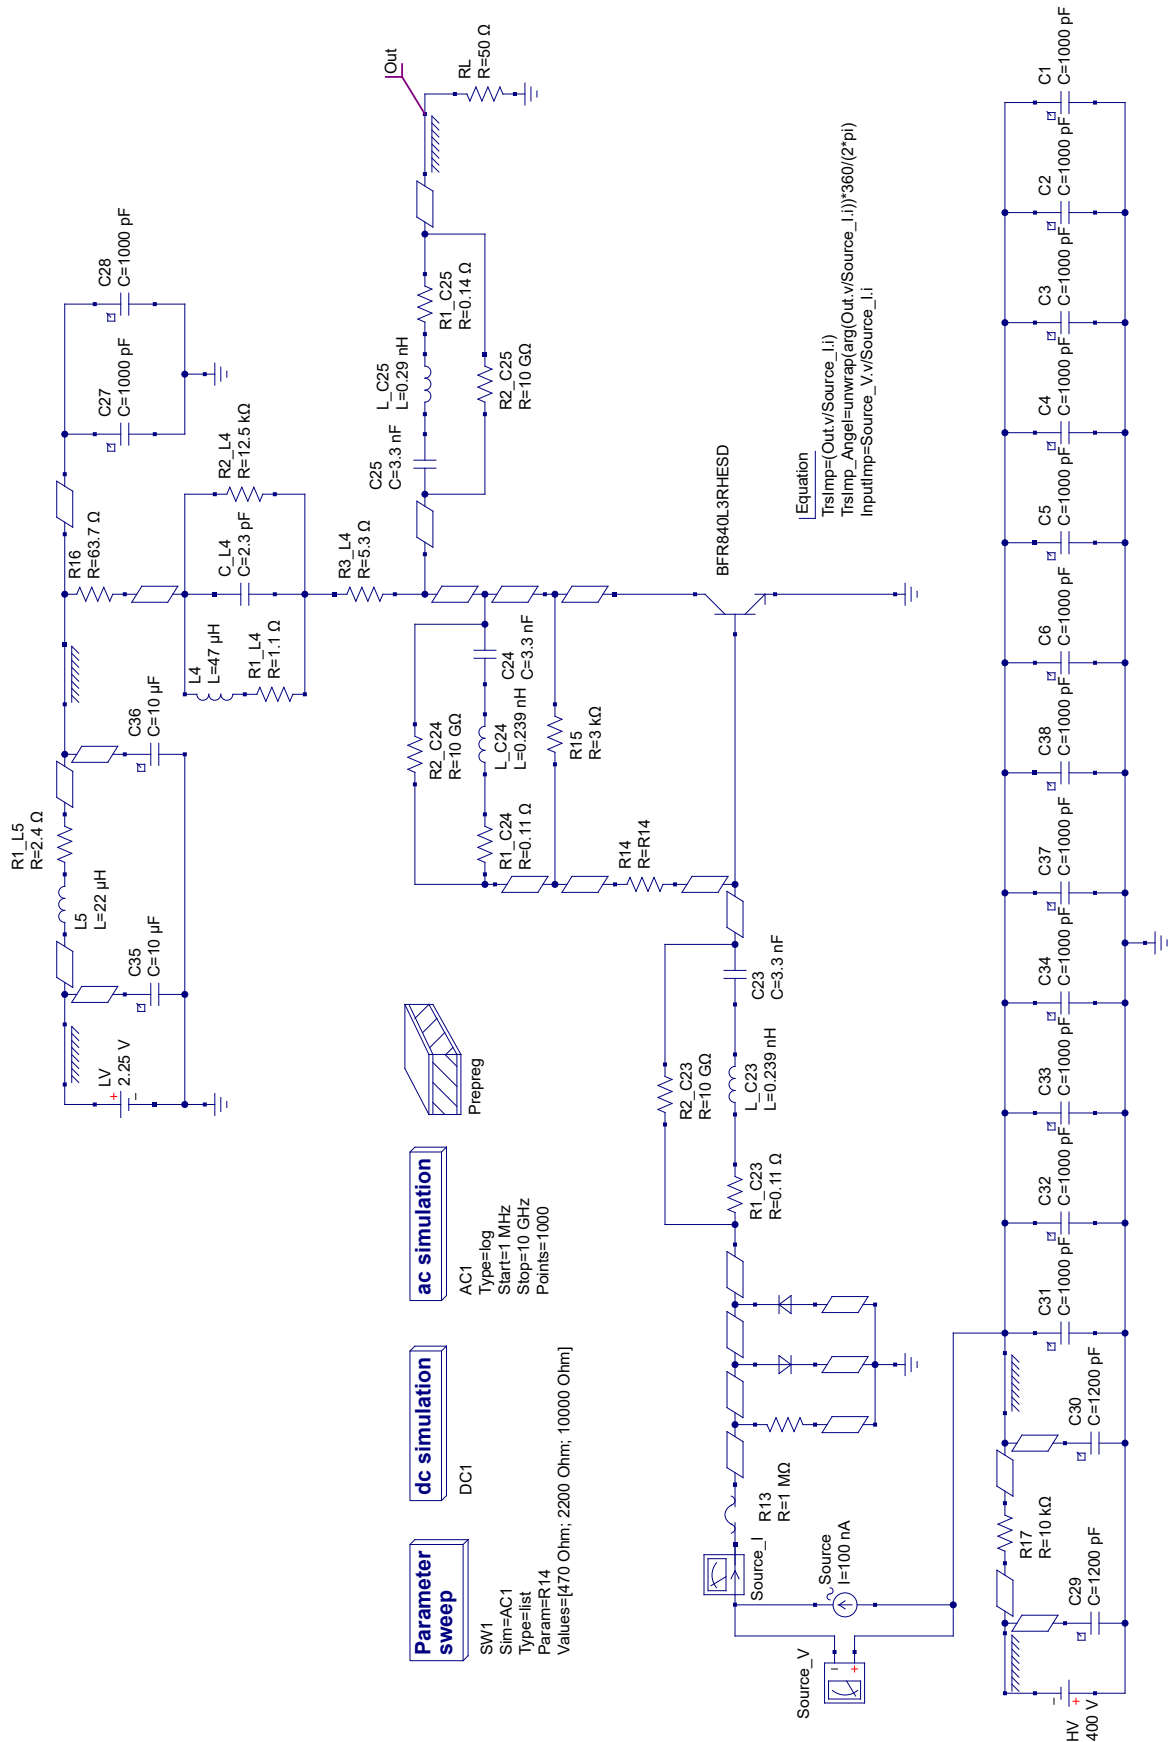 LV
2.25 V
C35
C=10 µF
L5
L=22 µH
R1_L5
R=2.4 Ω
C36
C=10 µF
R16
R=63.7 Ω
C27
C=1000 pF
C28
C=1000 pF
L4
L=47 µH
R1_L4
R=1.1 Ω
C_L4
C=2.3 pF
R2_L4
R=12.5 kΩ
R3_L4
R=5.3 Ω
C25
C=3.3 nF
L_C25
L=0.29 nH
R1_C25
R=0.14 Ω
R2_C25
R=10 GΩ
Out
RL
R=50 Ω
Parameter
sweep
SW1
Sim=AC1
Type=list
Param=R14
Values=[470 Ohm; 2200 Ohm; 10000 Ohm]
dc simulation
DC1
ac simulation
AC1
Type=log
Start=1 MHz
Stop=10 GHz
Points=1000
Prepreg
R2_C24
R=10 GΩ
R1_C24
R=0.11 Ω
L_C24
L=0.239 nH
C24
C=3.3 nF
R15
R=3 kΩ
R14
R=R14
BFR840L3RHESD
Equation
TrsImp=(Out.v/Source_I.i)
TrsImp_Angel=unwrap(arg(Out.v/Source_I.i))*360/(2*pi)
InputImp=Source_V.v/Source_I.i
R2_C23
R=10 GΩ
R1_C23
R=0.11 Ω
L_C23
L=0.239 nH
C23
C=3.3 nF
R13
R=1 MΩ
Source_I
Source
I=100 nA
Source_V
HV
400 V
C29
C=1200 pF
R17
R=10 kΩ
C30
C=1200 pF
C31
C=1000 pF
C32
C=1000 pF
C33
C=1000 pF
C34
C=1000 pF
C37
C=1000 pF
C38
C=1000 pF
C6
C=1000 pF
C5
C=1000 pF
C4
C=1000 pF
C3
C=1000 pF
C2
C=1000 pF
C1
C=1000 pF